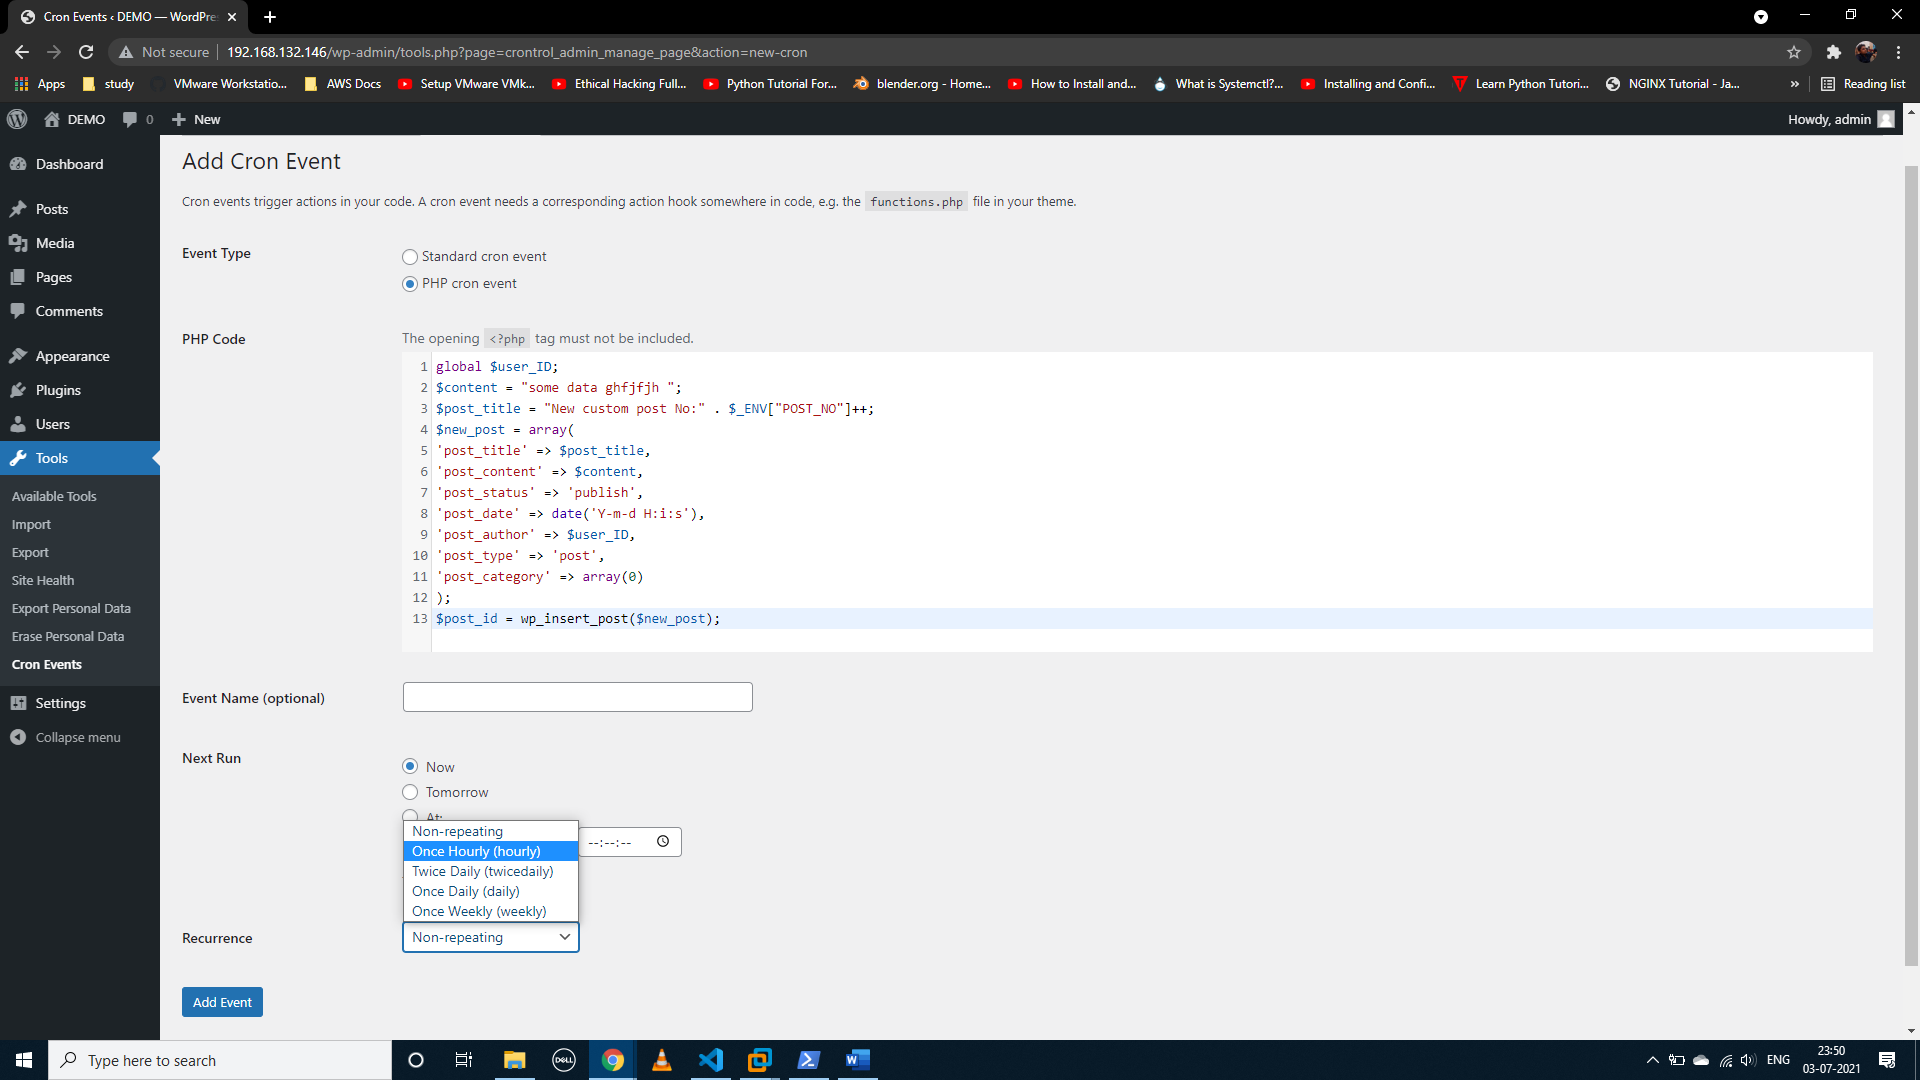 Cron Events ‹ DEMO — WordPre
Not secure 192.168.132.146/wp-admin/tools.php?page=crontrol_admin_manage_page&action=new-cron
Apps study VMware Workstatio... AWS Docs Setup VMware VMk... Ethical Hacking Full... Python Tutorial For... blender.org - Home... How to Install and... What is Systemctl?... Installing and Confi... Learn Python Tutori... NGINX Tutorial - Ja... » Reading list
DEMO 0 + New Howdy, admin
Dashboard
Posts
Media
Pages
Comments
Appearance
Plugins
Users
Tools
Available Tools
Import
Export
Site Health
Export Personal Data
Erase Personal Data
Cron Events
Settings
Collapse menu
Add Cron Event
Cron events trigger actions in your code. A cron event needs a corresponding action hook somewhere in code, e.g. the functions.php file in your theme.
Event Type
Standard cron event
PHP cron event
PHP Code
The opening <?php tag must not be included.
1 global $user_ID;
2 $content = "some data ghfjfjh ";
3 $post_title = "New custom post No:" . $_ENV["POST_NO"]++;
4 $new_post = array(
5 'post_title' => $post_title,
6 'post_content' => $content,
7 'post_status' => 'publish',
8 'post_date' => date('Y-m-d H:i:s'),
9 'post_author' => $user_ID,
10 'post_type' => 'post',
11 'post_category' => array(0)
12 );
13 $post_id = wp_insert_post($new_post);
Event Name (optional)
Next Run
Now
Tomorrow
At:
--:--:--
Non-repeating
Once Hourly (hourly)
Twice Daily (twicedaily)
Once Daily (daily)
Once Weekly (weekly)
Recurrence
Non-repeating
Add Event
Type here to search
DELL
ENG
23:50
03-07-2021